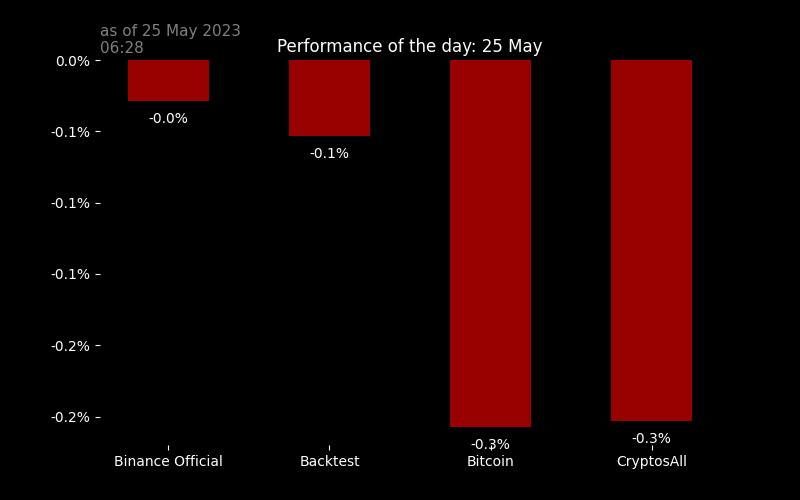 as of 25 May 2023
06:28
Performance of the day: 25 May
0.0%
-0.1%
-0.1%
-0.1%
-0.2%
-0.2%
-0.0%
-0.1%
-0.3%
-0.3%
Binance Official
Backtest
Bitcoin
CryptosAll